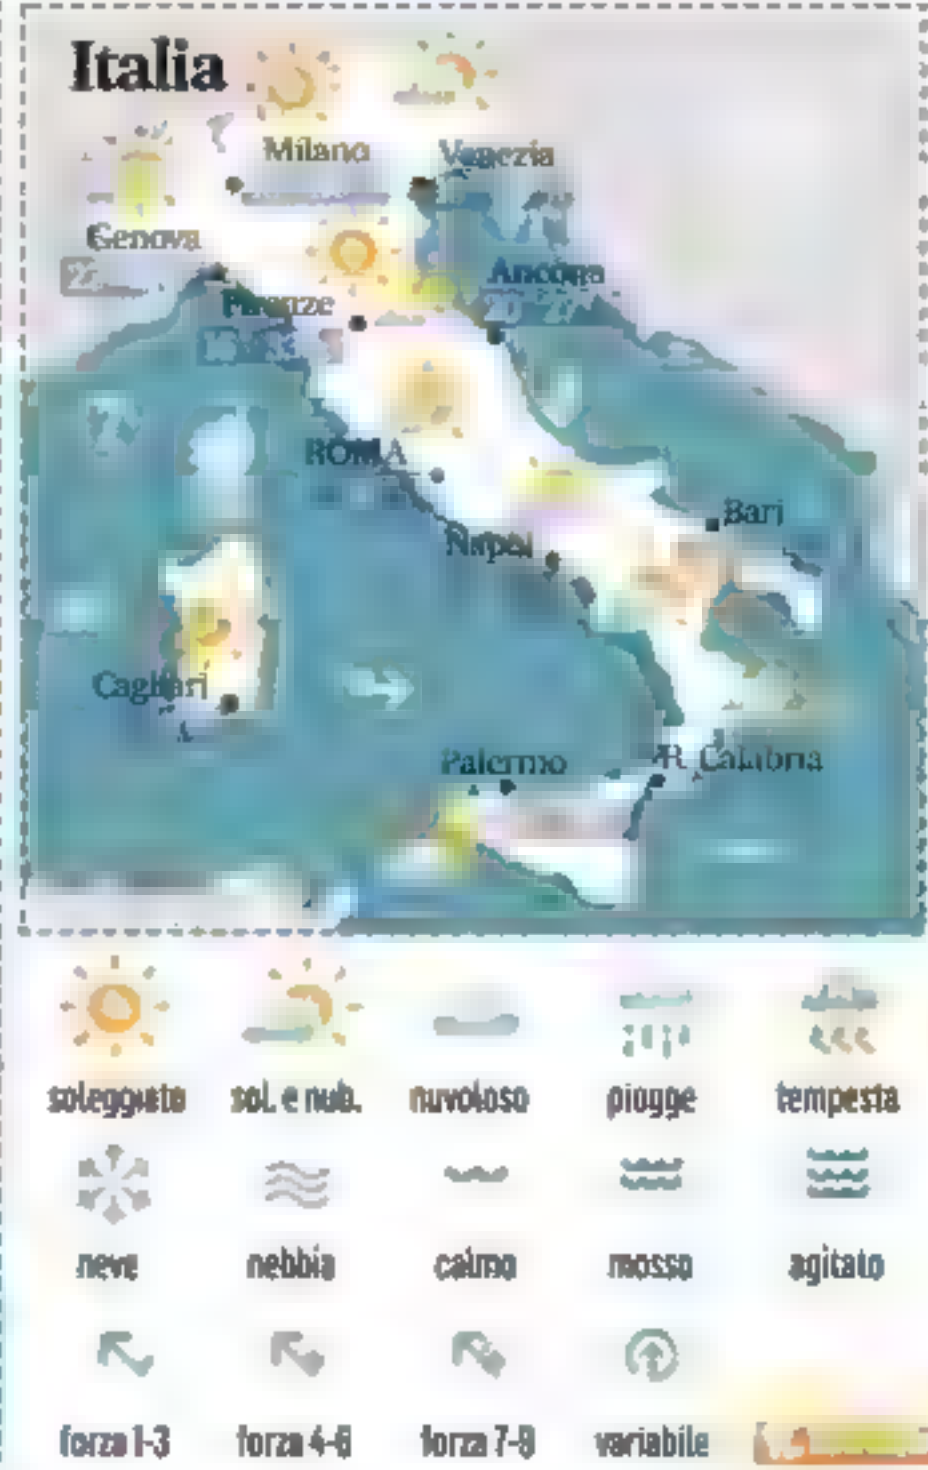 Italia
Milano
Venezia
Genova
Ancona
Firenze
ROMA
Bari
Napoli
Cagliari
Palermo
R. Calabria
soleggiato
sol. e nub.
nuvoloso
piogge
tempesta
neve
nebbia
calmo
mosso
agitato
forza 1-3
forza 4-6
forza 7-9
variabile